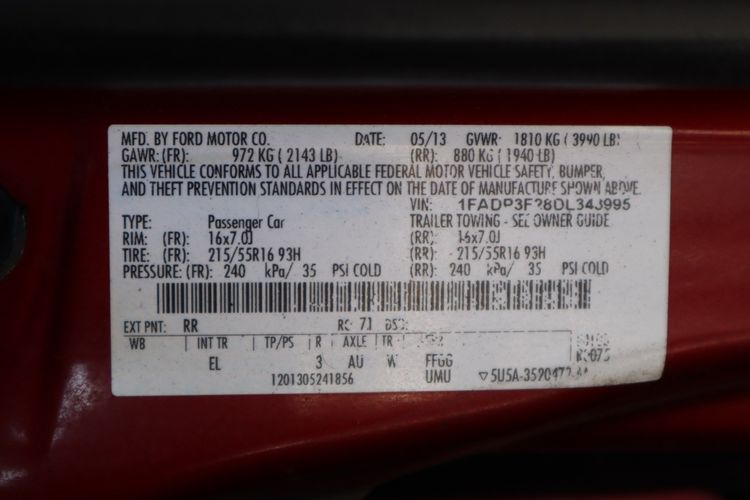 MFD. BY FORD MOTOR CO. DATE: 05/13 GVWR: 1810 KG ( 3990 LB)
GAWR: (FR): 972 KG ( 2143 LB) (RR): 880 KG ( 1940 LB)
THIS VEHICLE CONFORMS TO ALL APPLICABLE FEDERAL MOTOR VEHICLE SAFETY, BUMPER,
AND THEFT PREVENTION STANDARDS IN EFFECT ON THE DATE OF MANUFACTURE SHOWN ABOVE.
VIN:
TYPE: Passenger Car TRAILER TOWING - SEE OWNER GUIDE
RIM: (FR): 16x7.0J (RR): 16x7.0J
TIRE: (FR): 215/55R16 93H (RR): 215/55R16 93H
PRESSURE: (FR): 240 kPa/ 35 PSI COLD (RR): 240 kPa/ 35 PSI COLD
EXT PNT: RR RC: 71 DSO:
WB INT TR TP/PS R AXLE TR
EL 3 AU W FFGG
1201305241856 UMU